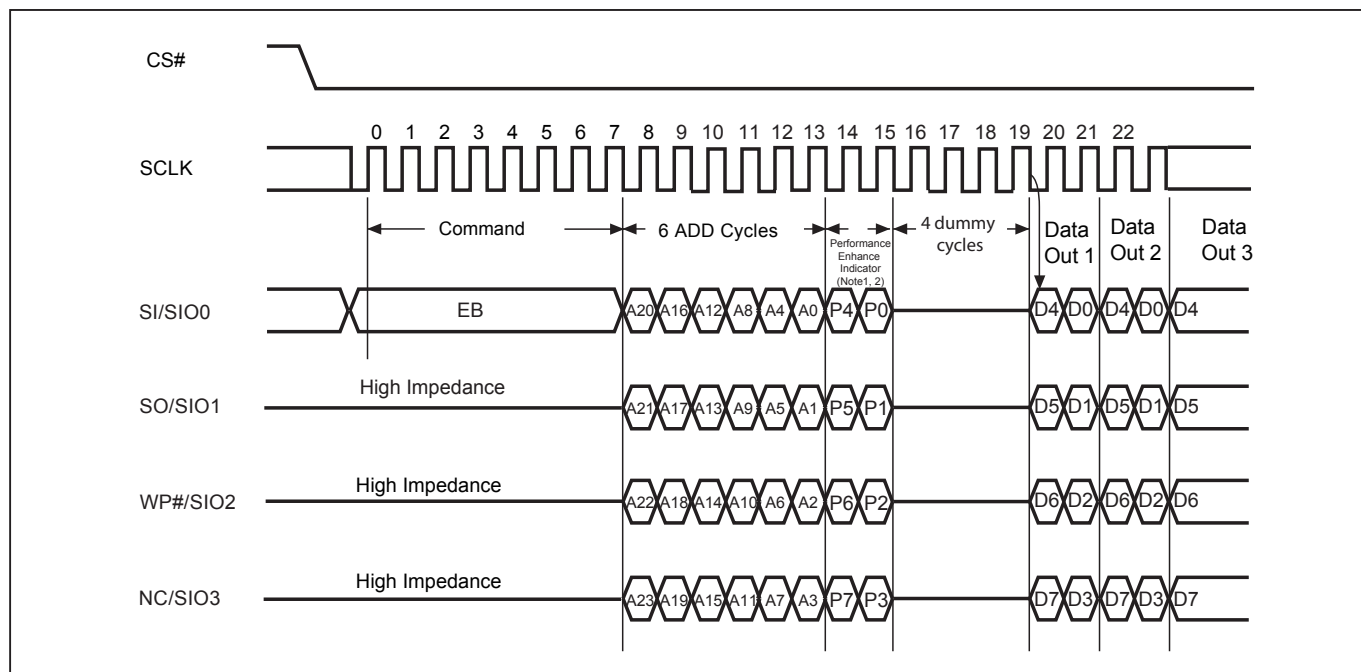 CS#
0 1 2 3 4 5 6 7 8 9 10 11 12 13 14 15 16 17 18 19 20 21 22
SCLK
Command
6 ADD Cycles
Performance
Enhance
Indicator
(Note1, 2)
4 dummy
cycles
Data
Out 1
Data
Out 2
Data
Out 3
SI/SIO0
EB
A20 A16 A12 A8 A4 A0 P4 P0 D4 D0 D4 D0 D4
SO/SIO1
High Impedance
A21 A17 A13 A9 A5 A1 P5 P1 D5 D1 D5 D1 D5
WP#/SIO2
High Impedance
A22 A18 A14 A10 A6 A2 P6 P2 D6 D2 D6 D2 D6
NC/SIO3
High Impedance
A23 A19 A15 A11 A7 A3 P7 P3 D7 D3 D7 D3 D7